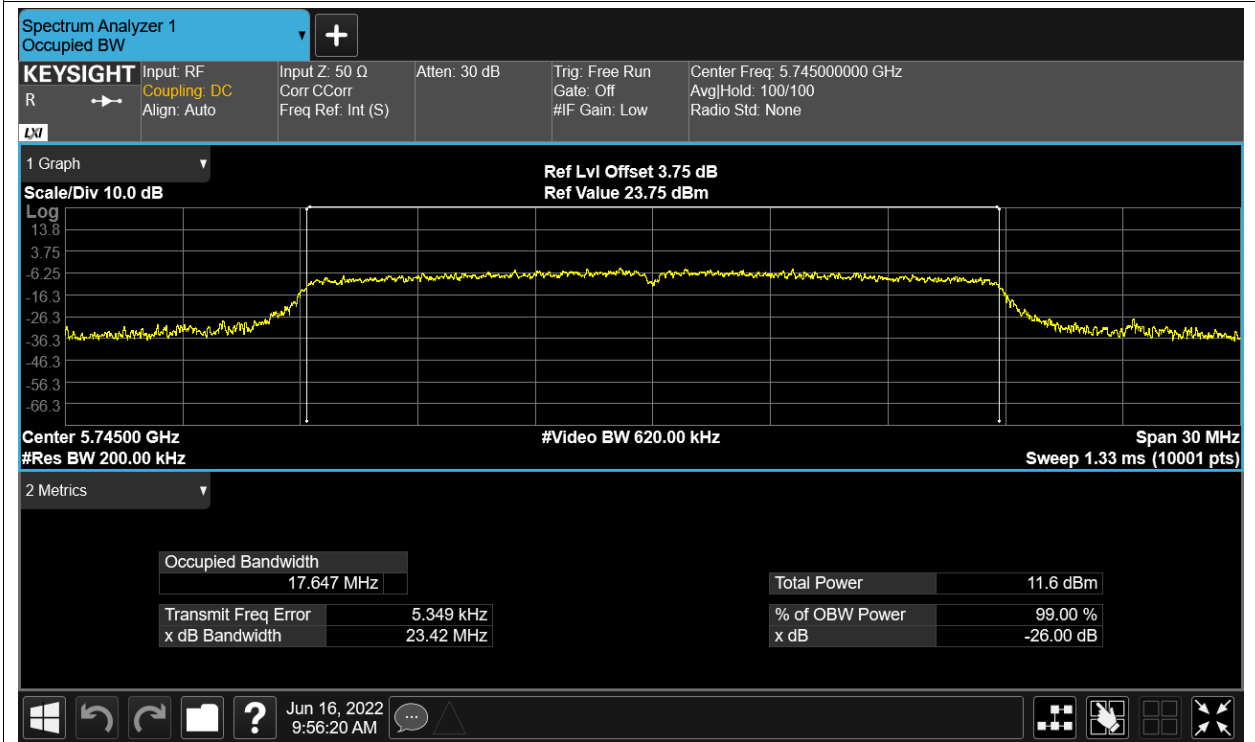 Spectrum Analyzer 1
Occupied BW
+
KEYSIGHT Input: RF Input Z: 50 Ω Atten: 30 dB Trig: Free Run Center Freq: 5.745000000 GHz
R Coupling: DC Corr CCorr Gate: Off Avg|Hold: 100/100
Align: Auto Freq Ref: Int (S) #IF Gain: Low Radio Std: None
LXI
1 Graph
Ref Lvl Offset 3.75 dB
Scale/Div 10.0 dB Ref Value 23.75 dBm
Log
13.8
3.75
-6.25
-16.3
-26.3
-36.3
-46.3
-56.3
-66.3
Center 5.74500 GHz #Video BW 620.00 kHz Span 30 MHz
#Res BW 200.00 kHz Sweep 1.33 ms (10001 pts)
2 Metrics
Occupied Bandwidth
17.647 MHz Total Power 11.6 dBm
Transmit Freq Error 5.349 kHz % of OBW Power 99.00 %
x dB Bandwidth 23.42 MHz x dB -26.00 dB
? Jun 16, 2022
9:56:20 AM